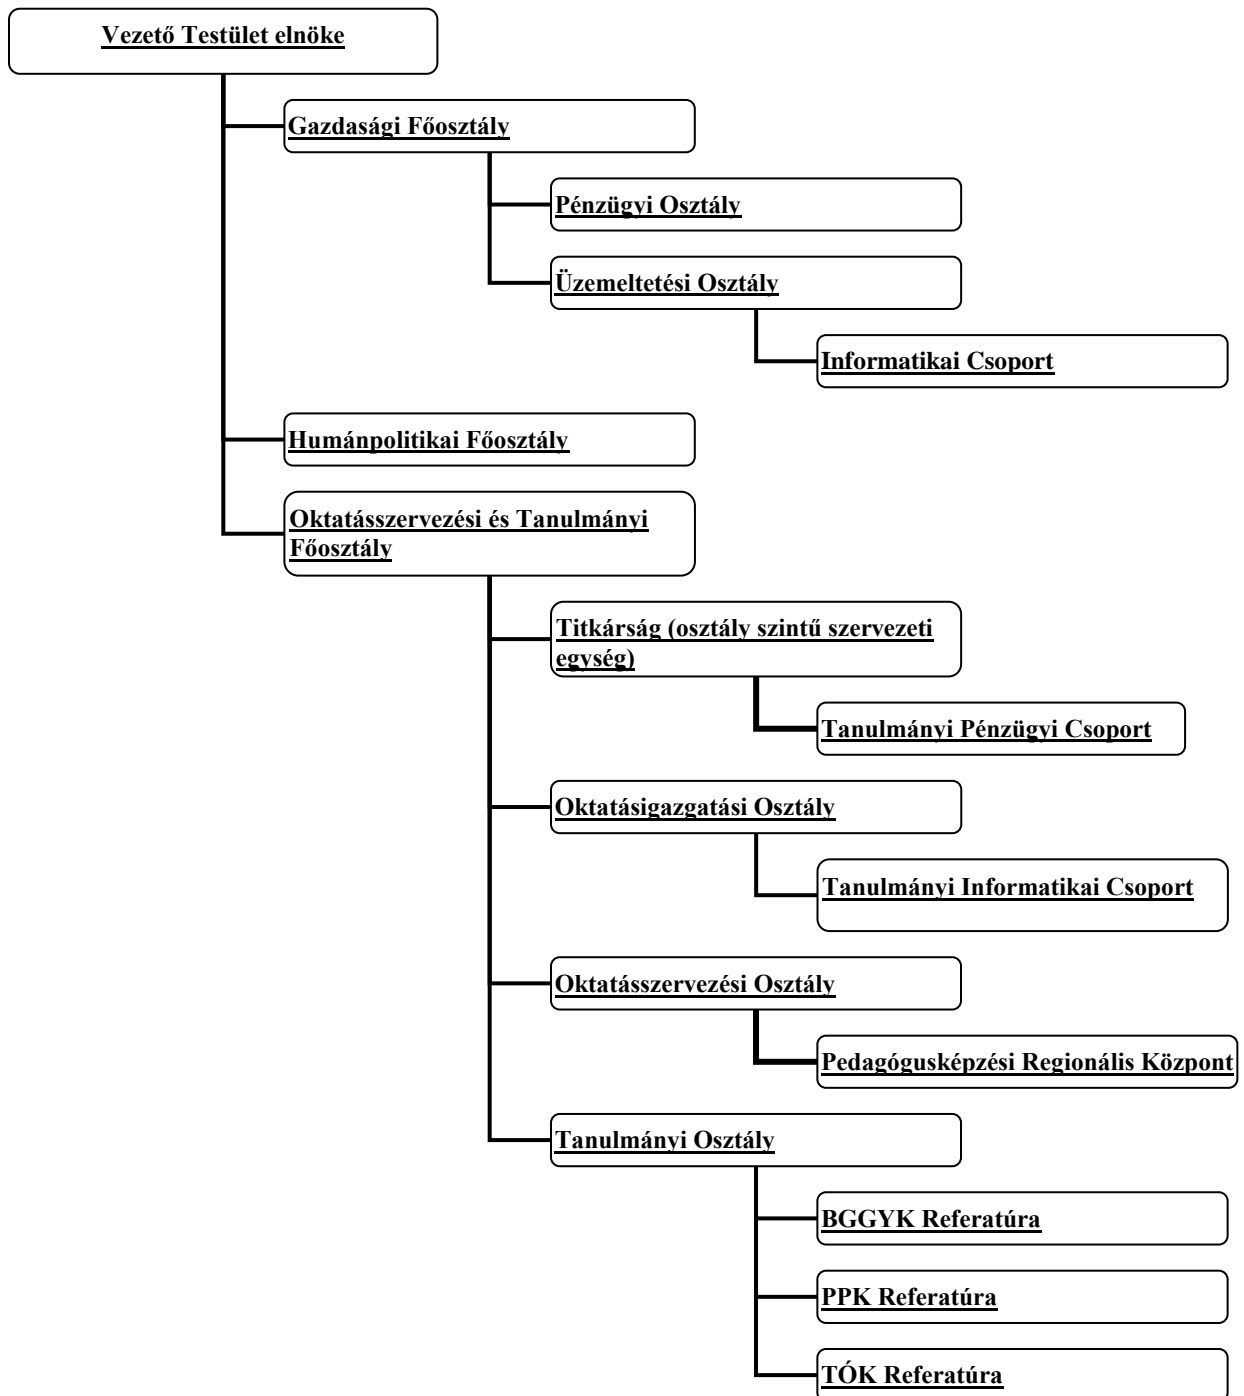 Vezető Testület elnöke
Gazdasági Főosztály
Pénzügyi Osztály
Üzemeltetési Osztály
Informatikai Csoport
Humánpolitikai Főosztály
Oktatásszervezési és Tanulmányi
Főosztály
Titkárság (osztály szintű szervezeti
egység)
Tanulmányi Pénzügyi Csoport
Oktatásigazgatási Osztály
Tanulmányi Informatikai Csoport
Oktatásszervezési Osztály
Pedagógusképzési Regionális Központ
Tanulmányi Osztály
BGGYK Referatúra
PPK Referatúra
TÓK Referatúra